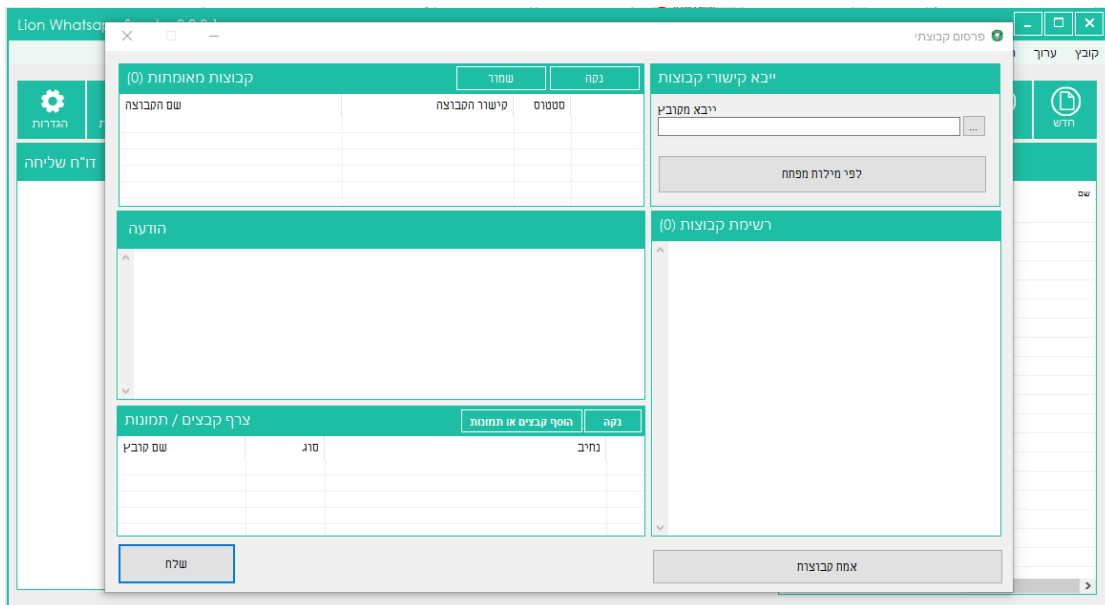 Lion Whatsap
קובץ
ערוך
פרסום קבוצתי
חדש
הגדרות
דו"ח שליחה
שם
ייבא קישורי קבוצות
ייבא מקובץ
...
לפי מילות מפתח
קבוצות מאומתות (0)
שמור
נקה
שם הקבוצה
קישור הקבוצה
סטטוס
רשימת קבוצות (0)
הודעה
צרף קבצים / תמונות
הוסף קבצים או תמונות
נקה
שם קובץ
סוג
נתיב
שלח
אמת קבוצות